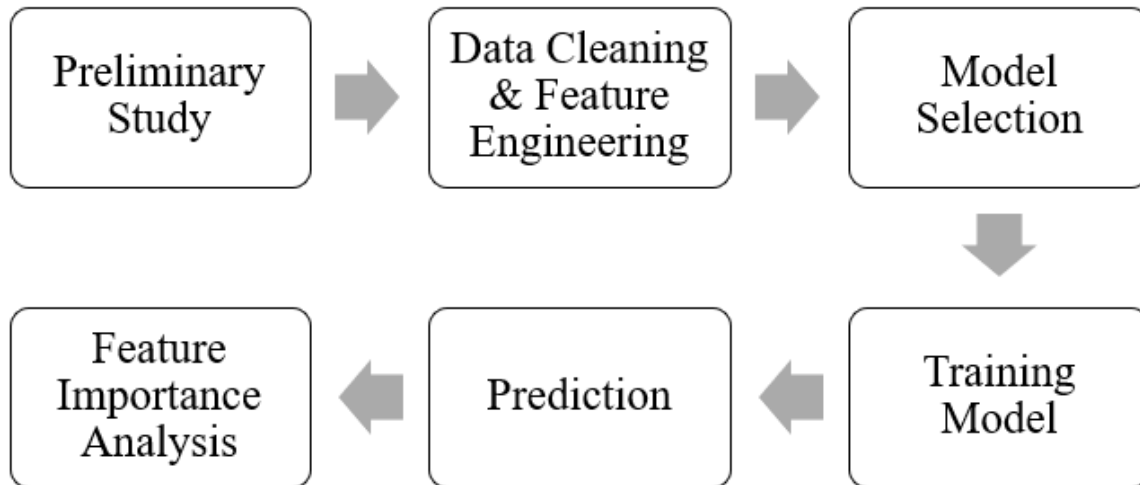 Preliminary
Study
Data Cleaning
& Feature
Engineering
Model
Selection
Training
Model
Prediction
Feature
Importance
Analysis